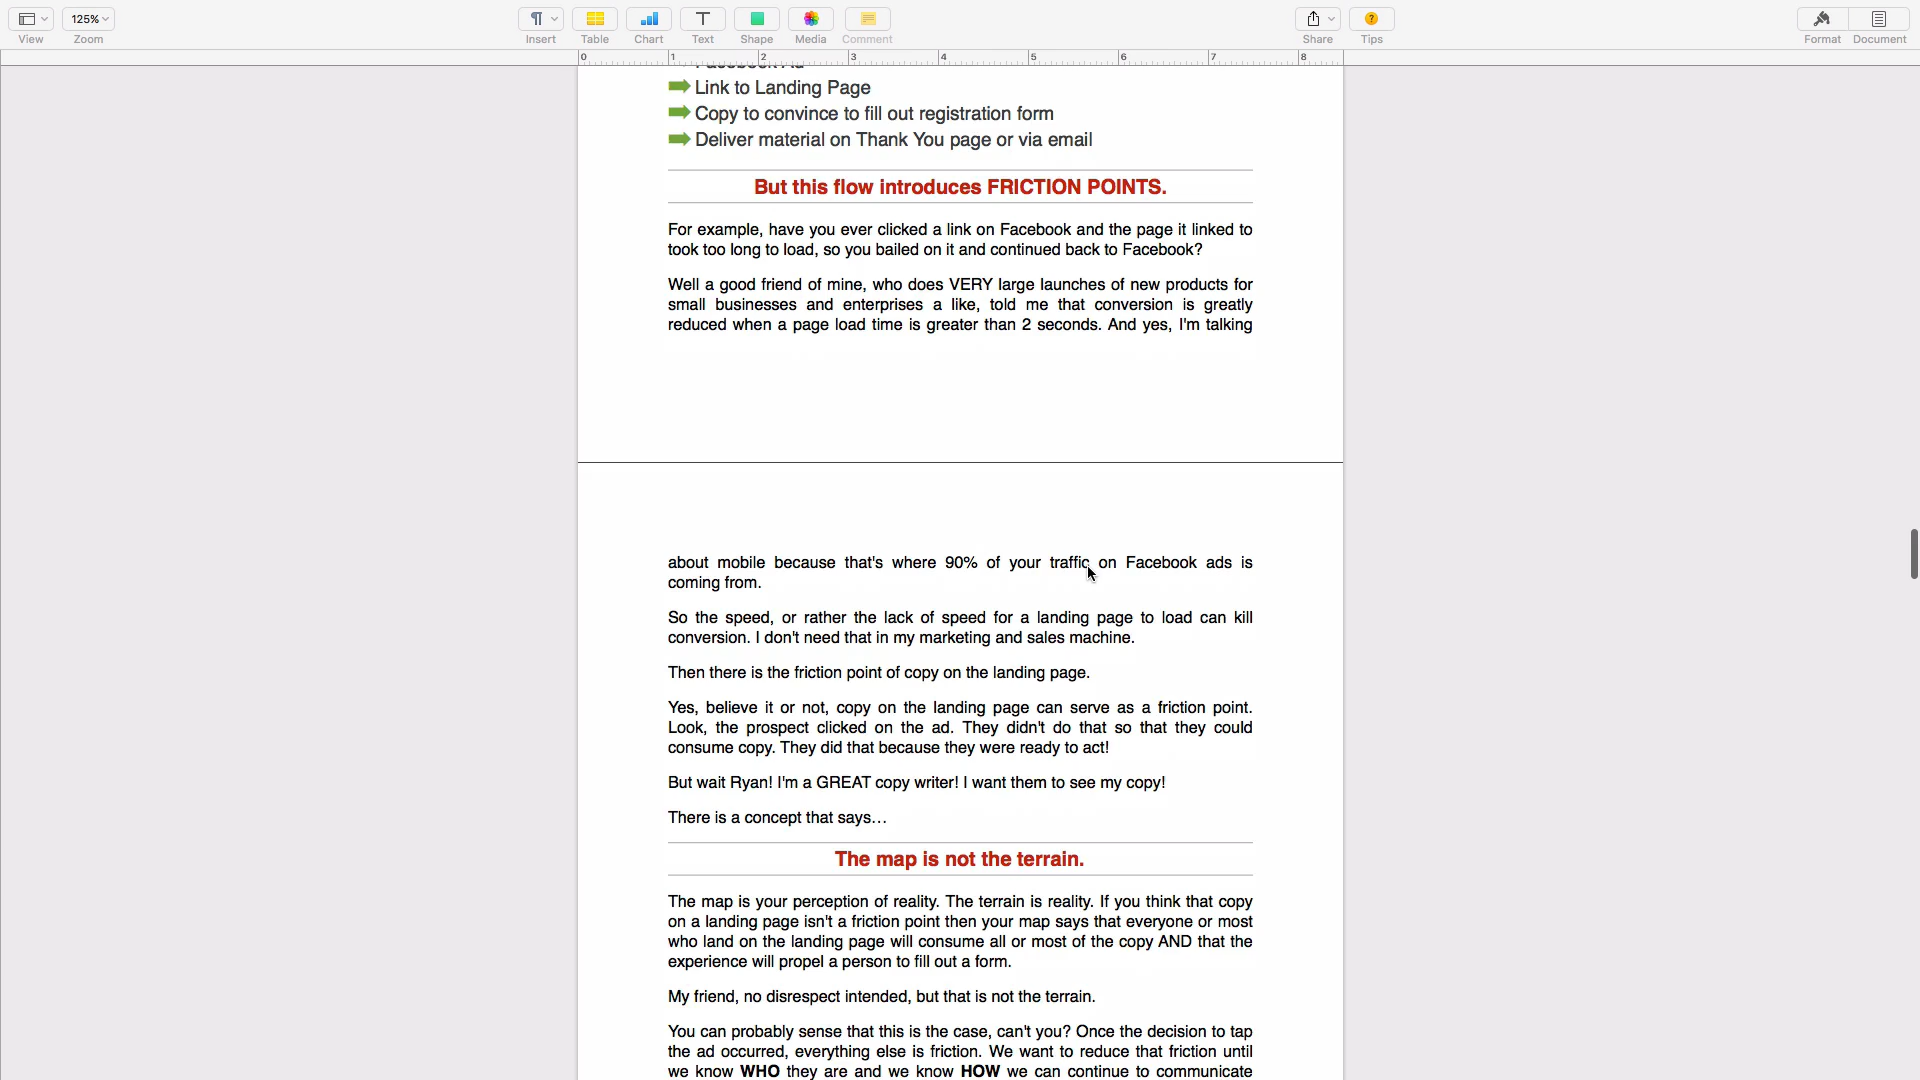 125%
View
Zoom
Insert
Table
Chart
Text
Shape
Media
Comment
Share
Tips
Format
Document
0 1 2 3 4 5 6 7 8
Facebook Ad
Link to Landing Page
Copy to convince to fill out registration form
Deliver material on Thank You page or via email
But this flow introduces FRICTION POINTS.
For example, have you ever clicked a link on Facebook and the page it linked to
took too long to load, so you bailed on it and continued back to Facebook?
Well a good friend of mine, who does VERY large launches of new products for
small businesses and enterprises a like, told me that conversion is greatly
reduced when a page load time is greater than 2 seconds. And yes, I'm talking
about mobile because that's where 90% of your traffic on Facebook ads is
coming from.
So the speed, or rather the lack of speed for a landing page to load can kill
conversion. I don't need that in my marketing and sales machine.
Then there is the friction point of copy on the landing page.
Yes, believe it or not, copy on the landing page can serve as a friction point.
Look, the prospect clicked on the ad. They didn't do that so that they could
consume copy. They did that because they were ready to act!
But wait Ryan! I'm a GREAT copy writer! I want them to see my copy!
There is a concept that says…
The map is not the terrain.
The map is your perception of reality. The terrain is reality. If you think that copy
on a landing page isn't a friction point then your map says that everyone or most
who land on the landing page will consume all or most of the copy AND that the
experience will propel a person to fill out a form.
My friend, no disrespect intended, but that is not the terrain.
You can probably sense that this is the case, can't you? Once the decision to tap
the ad occurred, everything else is friction. We want to reduce that friction until
we know WHO they are and we know HOW we can continue to communicate